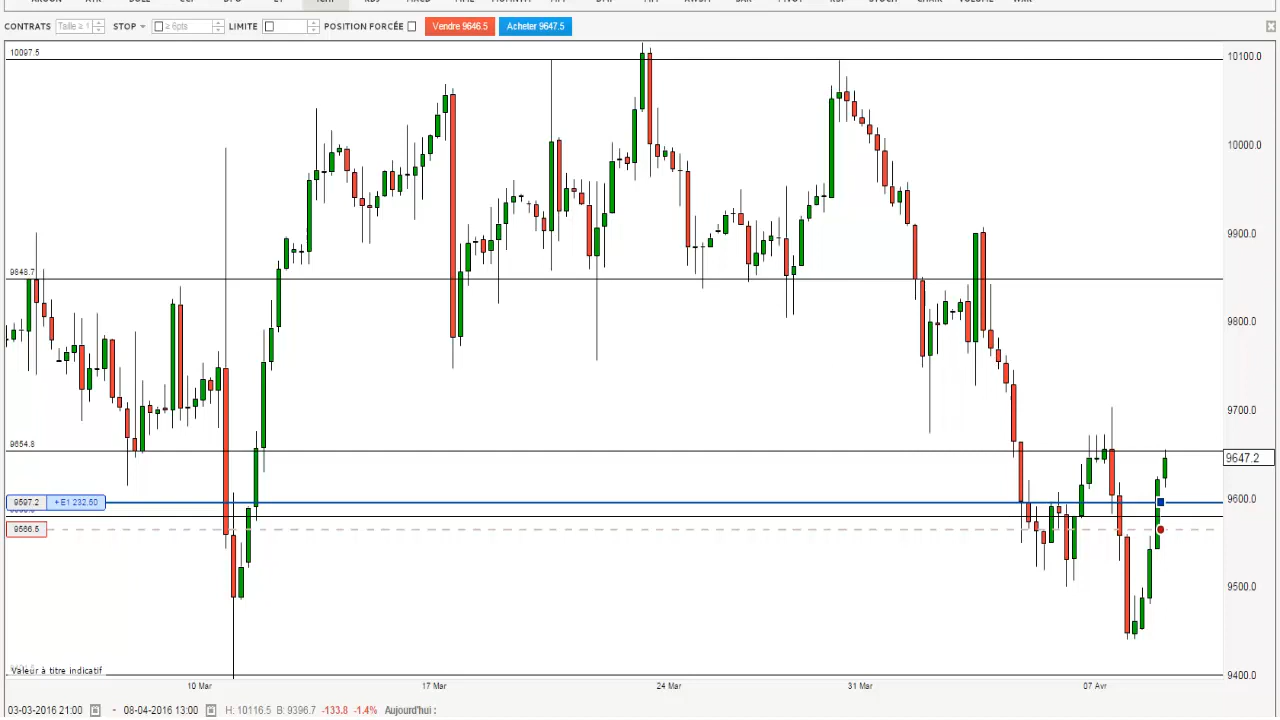 CONTRATS Taille ≥ 1 STOP ≥ 6pts LIMITE POSITION FORCÉE Vendre 9646.5 Acheter 9647.5
10097.5
10100.0
10000.0
9900.0
9848.7
9800.0
9700.0
9654.8
9647.2
9597.2 +E1 232.50
9600.0
9566.5
9500.0
Valeur à titre indicatif
9400.0
10 Mar 17 Mar 24 Mar 31 Mar 07 Avr
03-03-2016 21:00 - 08-04-2016 13:00 H: 10116.5 B: 9396.7 -133.8 -1.4% Aujourd'hui :